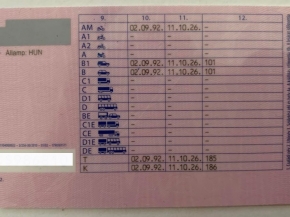 9. 10. 11. 12.
AM 02.09.92. 11.10.26. –
A1 – – –
A2 – – –
A – – –
B1 02.09.92. 11.10.26. 101
B 02.09.92. 11.10.26. 101
C1 – – –
C – – –
D1 – – –
D – – –
BE – – –
C1E – – –
CE – – –
D1E – – –
DE – – –
T 02.09.92. 11.10.26. 185
K 02.09.92. 11.10.26. 186
Államp. HUN